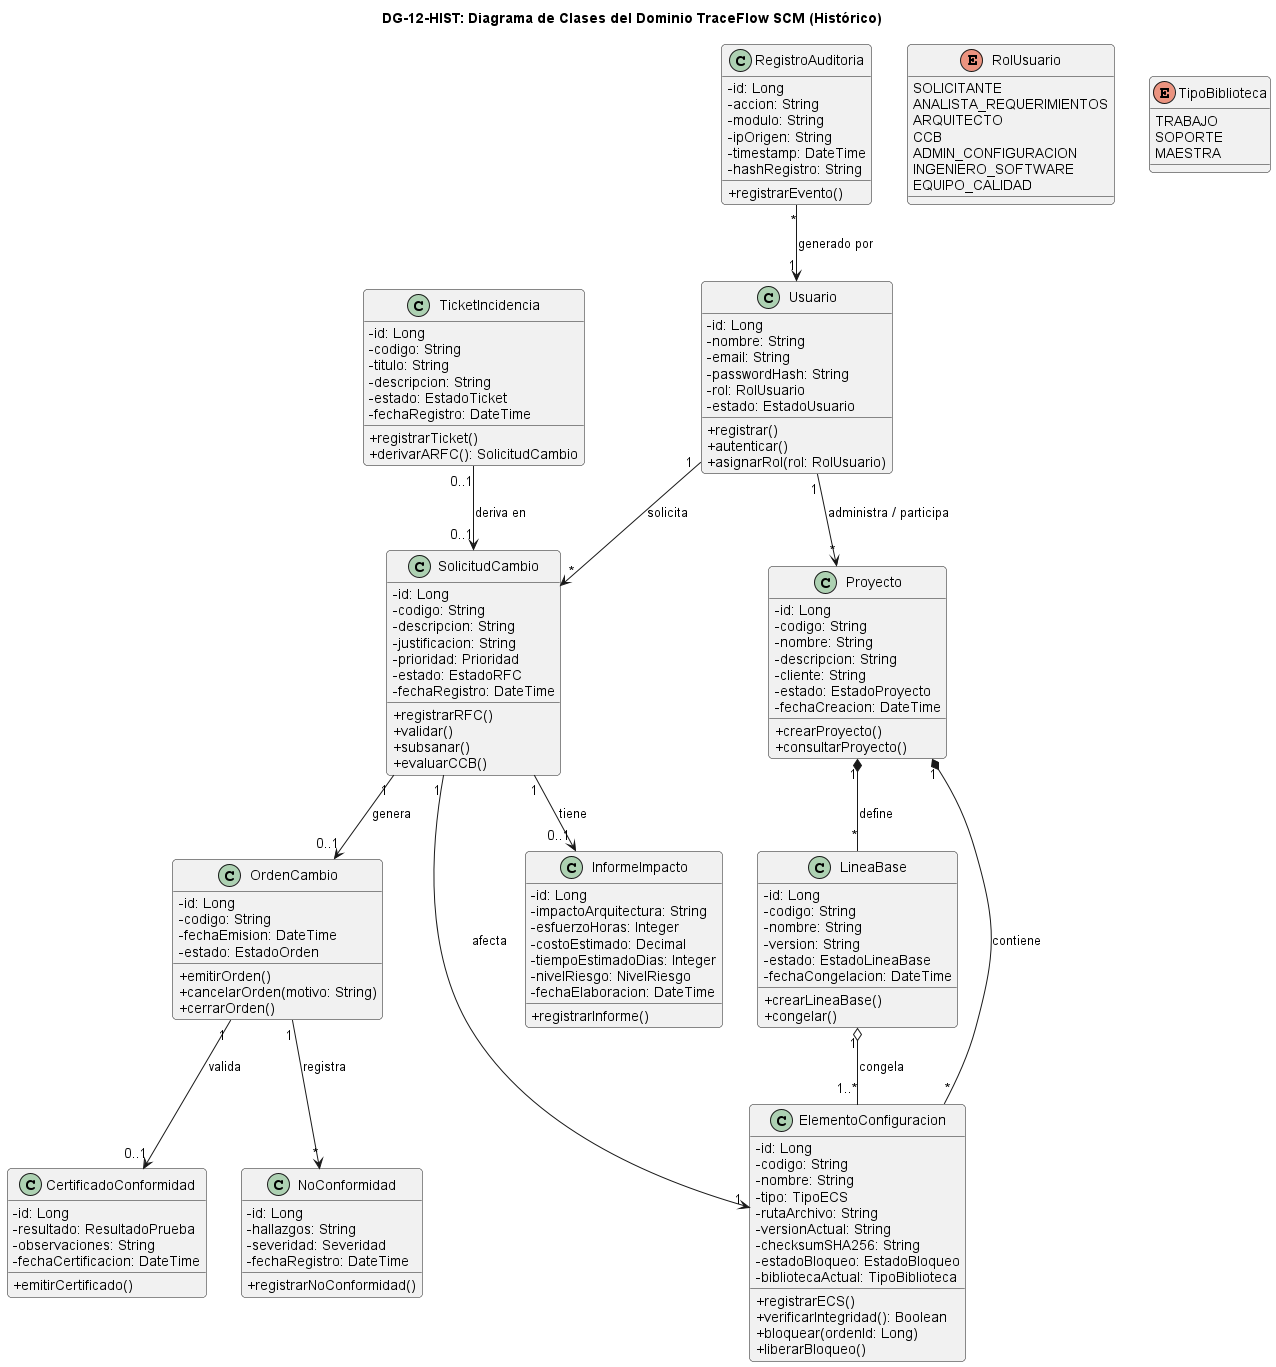 DG-12-HIST: Diagrama de Clases del Dominio TraceFlow SCM (Histórico)
C RegistroAuditoria
-id: Long
-accion: String
-modulo: String
-ipOrigen: String
-timestamp: DateTime
-hashRegistro: String
+registrarEvento()
E RolUsuario
SOLICITANTE
ANALISTA_REQUERIMIENTOS
ARQUITECTO
CCB
ADMIN_CONFIGURACION
INGENIERO_SOFTWARE
EQUIPO_CALIDAD
E TipoBiblioteca
TRABAJO
SOPORTE
MAESTRA
*
generado por
1
C TicketIncidencia
-id: Long
-codigo: String
-titulo: String
-descripcion: String
-estado: EstadoTicket
-fechaRegistro: DateTime
+registrarTicket()
+derivarARFC(): SolicitudCambio
C Usuario
-id: Long
-nombre: String
-email: String
-passwordHash: String
-rol: RolUsuario
-estado: EstadoUsuario
+registrar()
+autenticar()
+asignarRol(rol: RolUsuario)
0..1
deriva en
0..1
1
solicita
*
1
administra / participa
*
C SolicitudCambio
-id: Long
-codigo: String
-descripcion: String
-justificacion: String
-prioridad: Prioridad
-estado: EstadoRFC
-fechaRegistro: DateTime
+registrarRFC()
+validar()
+subsanar()
+evaluarCCB()
C Proyecto
-id: Long
-codigo: String
-nombre: String
-descripcion: String
-cliente: String
-estado: EstadoProyecto
-fechaCreacion: DateTime
+crearProyecto()
+consultarProyecto()
1
genera
0..1
1
afecta
1
1
tiene
0..1
1
define
*
1
contiene
*
C OrdenCambio
-id: Long
-codigo: String
-fechaEmision: DateTime
-estado: EstadoOrden
+emitirOrden()
+cancelarOrden(motivo: String)
+cerrarOrden()
C InformeImpacto
-id: Long
-impactoArquitectura: String
-esfuerzoHoras: Integer
-costoEstimado: Decimal
-tiempoEstimadoDias: Integer
-nivelRiesgo: NivelRiesgo
-fechaElaboracion: DateTime
+registrarInforme()
C LineaBase
-id: Long
-codigo: String
-nombre: String
-version: String
-estado: EstadoLineaBase
-fechaCongelacion: DateTime
+crearLineaBase()
+congelar()
1
valida
0..1
1
registra
*
1
congela
1..*
C CertificadoConformidad
-id: Long
-resultado: ResultadoPrueba
-observaciones: String
-fechaCertificacion: DateTime
+emitirCertificado()
C NoConformidad
-id: Long
-hallazgos: String
-severidad: Severidad
-fechaRegistro: DateTime
+registrarNoConformidad()
C ElementoConfiguracion
-id: Long
-codigo: String
-nombre: String
-tipo: TipoECS
-rutaArchivo: String
-versionActual: String
-checksumSHA256: String
-estadoBloqueo: EstadoBloqueo
-bibliotecaActual: TipoBiblioteca
+registrarECS()
+verificarIntegridad(): Boolean
+bloquear(ordenId: Long)
+liberarBloqueo()